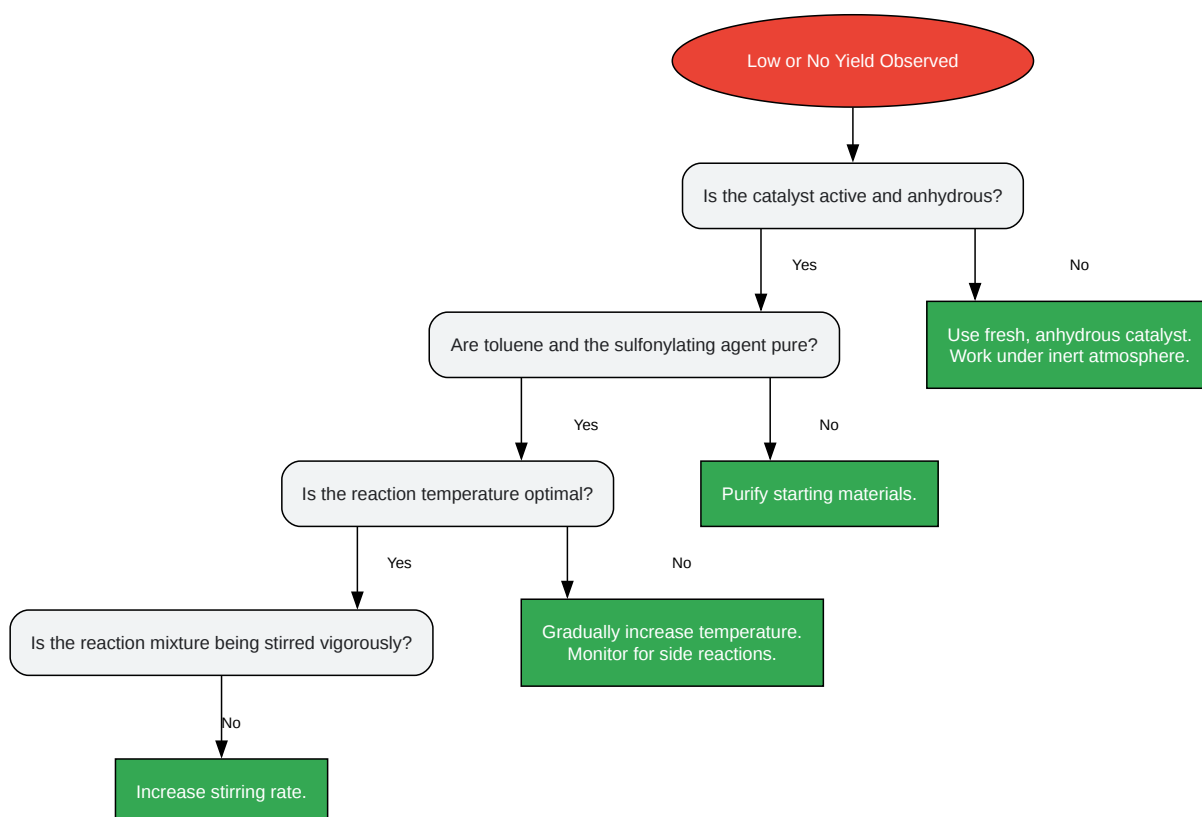 Low or No Yield Observed
Is the catalyst active and anhydrous?
Yes
No
Use fresh, anhydrous catalyst.
Work under inert atmosphere.
Are toluene and the sulfonylating agent pure?
Yes
No
Purify starting materials.
Is the reaction temperature optimal?
Yes
No
Gradually increase temperature.
Monitor for side reactions.
Is the reaction mixture being stirred vigorously?
No
Increase stirring rate.